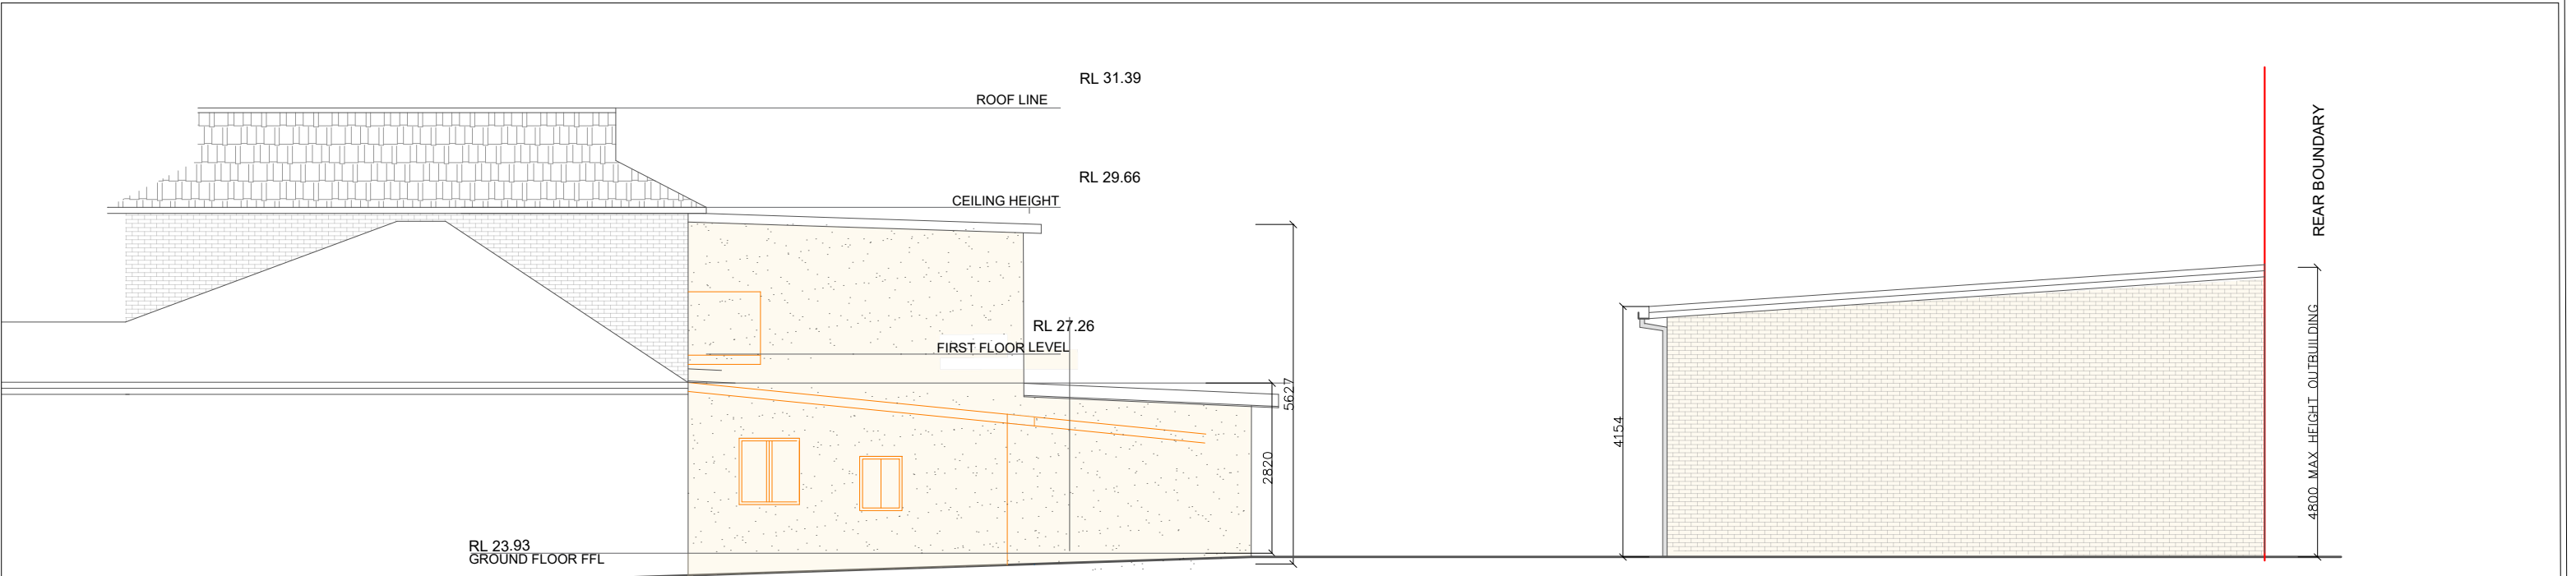 RL 31.39
ROOF LINE
RL 29.66
CEILING HEIGHT
RL 27.26
FIRST FLOOR LEVEL
RL 23.93
GROUND FLOOR FFL
2820
5627
4154
4800 MAX HEIGHT OUTBUILDING
REAR BOUNDARY